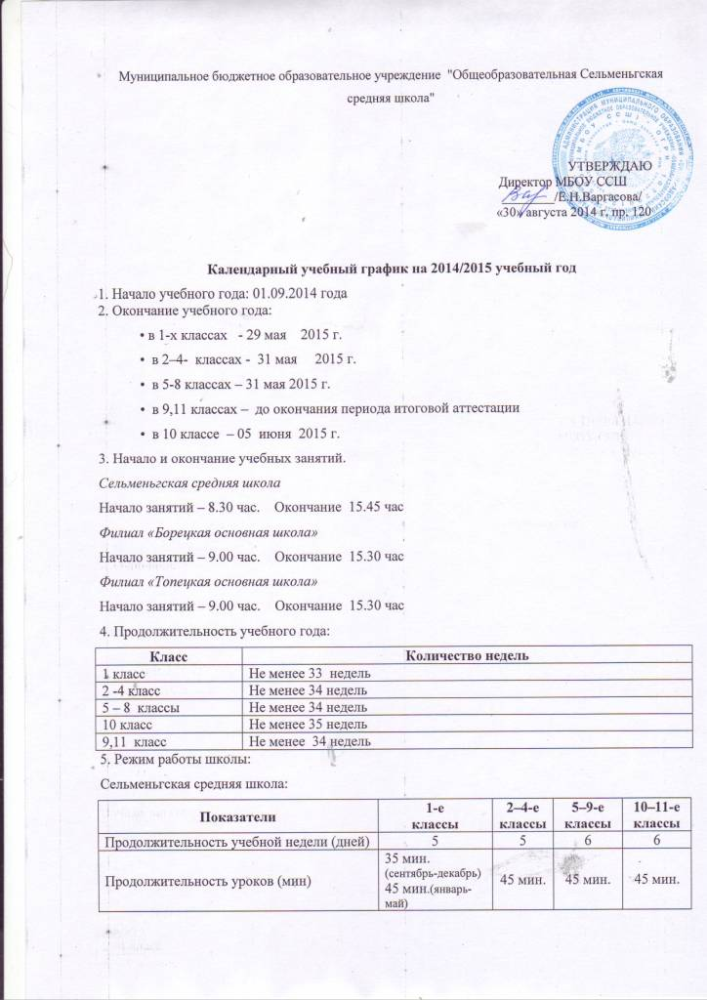 Муниципальное бюджетное образовательное учреждение "Общеобразовательная Сельменьгская
средняя школа"
УТВЕРЖДАЮ
Директор МБОУ ССШ
/Е.Н.Варгасова/
«30» августа 2014 г, пр. 120
Календарный учебный график на 2014/2015 учебный год
1. Начало учебного года: 01.09.2014 года
2. Окончание учебного года:
• в 1-х классах - 29 мая 2015 г.
• в 2–4- классах - 31 мая 2015 г.
• в 5-8 классах – 31 мая 2015 г.
• в 9,11 классах – до окончания периода итоговой аттестации
• в 10 классе – 05 июня 2015 г.
3. Начало и окончание учебных занятий.
Сельменьгская средняя школа
Начало занятий – 8.30 час. Окончание 15.45 час
Филиал «Борецкая основная школа»
Начало занятий – 9.00 час. Окончание 15.30 час
Филиал «Топецкая основная школа»
Начало занятий – 9.00 час. Окончание 15.30 час
4. Продолжительность учебного года:
Класс Количество недель
1 класс Не менее 33 недель
2 -4 класс Не менее 34 недель
5 – 8 классы Не менее 34 недель
10 класс Не менее 35 недель
9,11 класс Не менее 34 недель
5. Режим работы школы:
Сельменьгская средняя школа:
Показатели 1-е классы 2–4-е классы 5–9-е классы 10–11-е классы
Продолжительность учебной недели (дней) 5 5 6 6
Продолжительность уроков (мин) 35 мин. (сентябрь-декабрь) 45 мин.(январь-май) 45 мин. 45 мин. 45 мин.